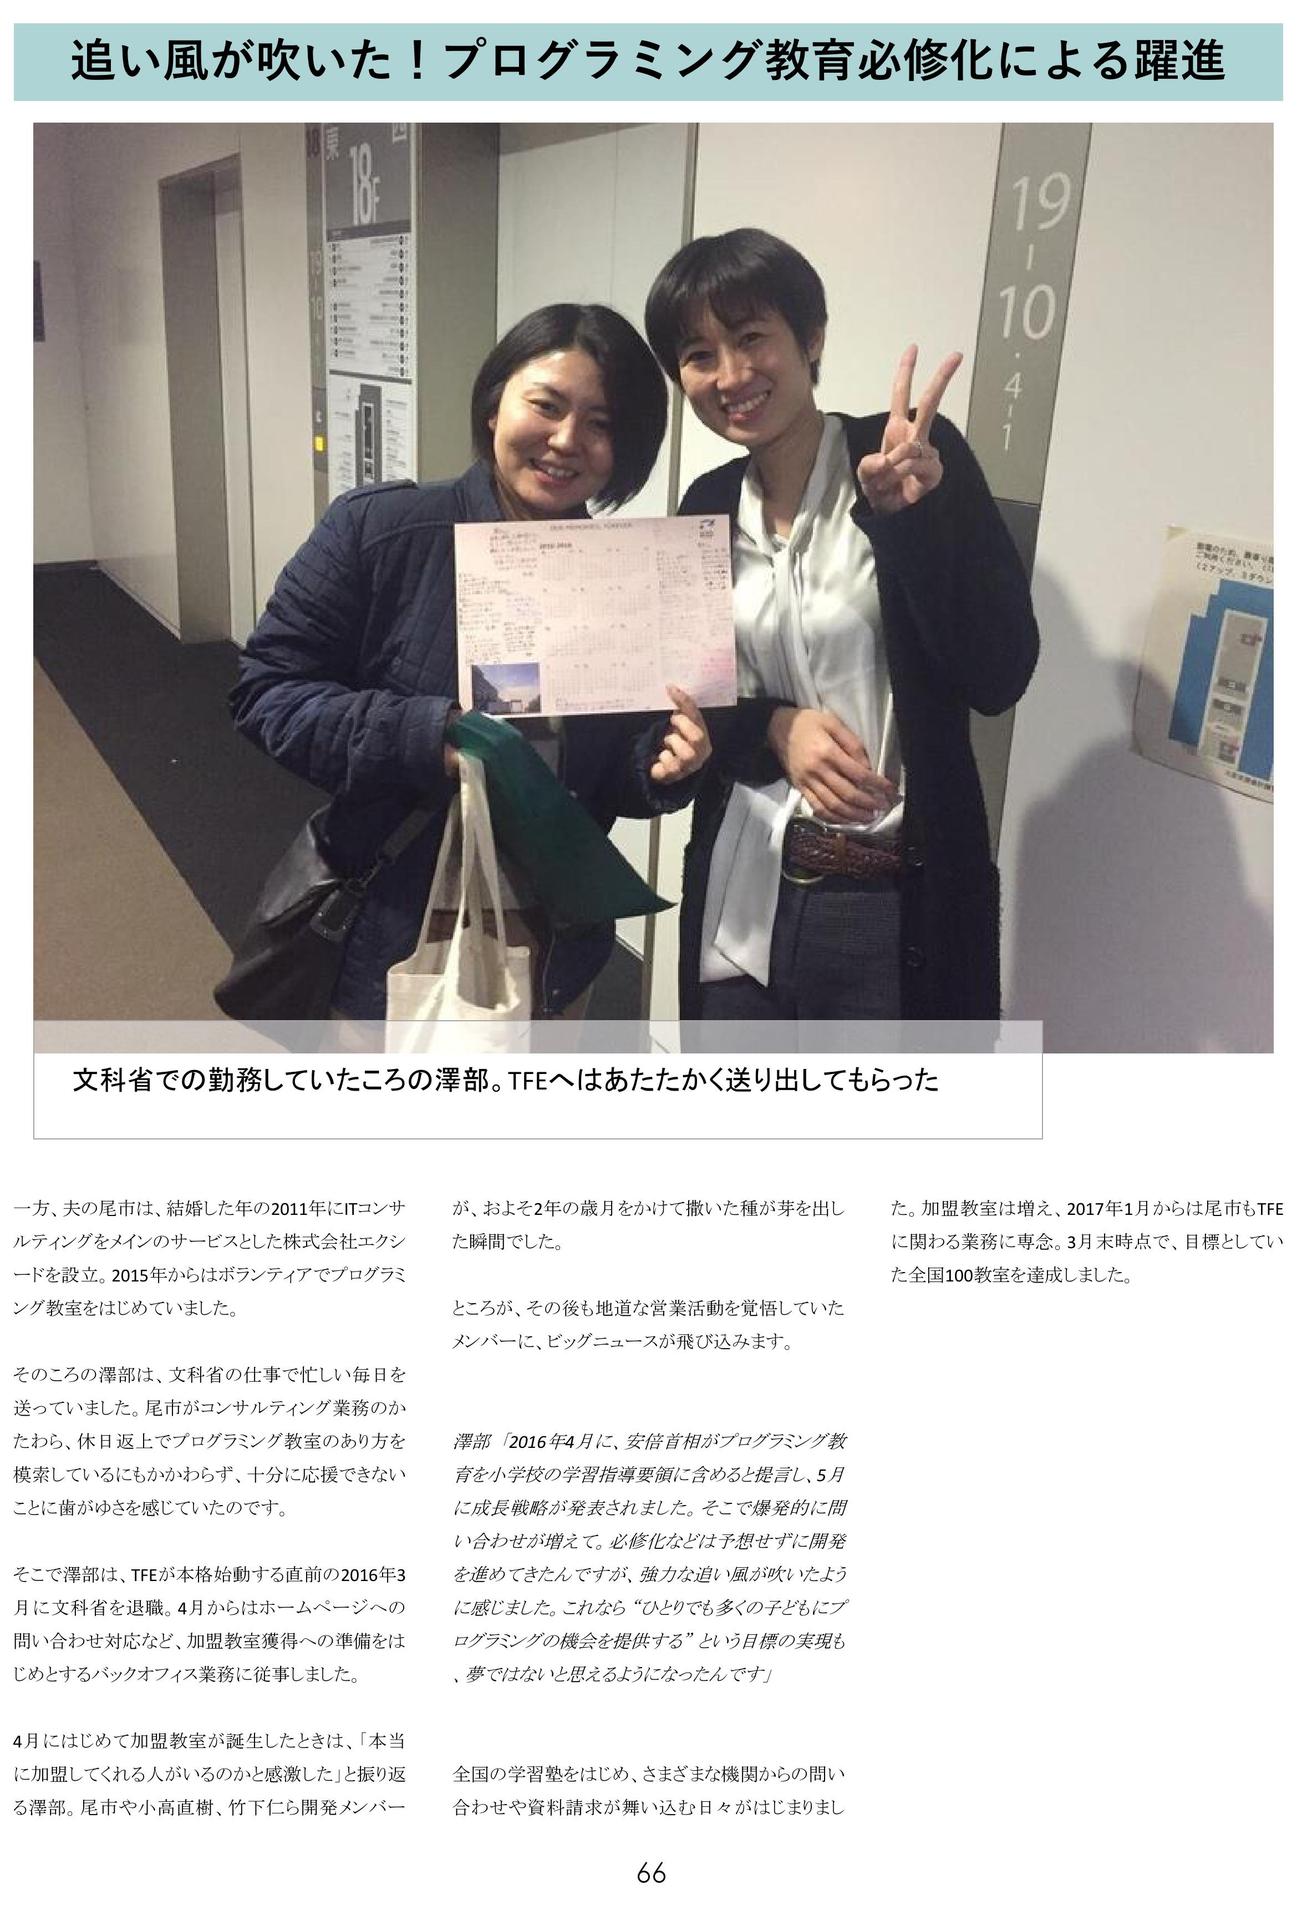 追い風が吹いた！プログラミング教育必修化による躍進
東
西
18F
18
19
10
19
-
10
・
4
-
1
OUR MEMORIES, FOREVER
節電のため、最寄り階
ご利用ください。
(2アップ、3ダウン
文科省での勤務していたころの澤部。TFEへはあたたかく送り出してもらった
一方、夫の尾市は、結婚した年の2011年にITコンサ
ルティングをメインのサービスとした株式会社エクシ
ードを設立。2015年からはボランティアでプログラミ
ング教室をはじめていました。
そのころの澤部は、文科省の仕事で忙しい毎日を
送っていました。尾市がコンサルティング業務のか
たわら、休日返上でプログラミング教室のあり方を
模索しているにもかかわらず、十分に応援できない
ことに歯がゆさを感じていたのです。
そこで澤部は、TFEが本格始動する直前の2016年3
月に文科省を退職。4月からはホームページへの
問い合わせ対応など、加盟教室獲得への準備をは
じめとするバックオフィス業務に従事しました。
4月にはじめて加盟教室が誕生したときは、「本当
に加盟してくれる人がいるのかと感激した」と振り返
る澤部。尾市や小高直樹、竹下仁ら開発メンバー
が、およそ2年の歳月をかけて撒いた種が芽を出し
た瞬間でした。
ところが、その後も地道な営業活動を覚悟していた
メンバーに、ビッグニュースが飛び込みます。
澤部「2016年4月に、安倍首相がプログラミング教
育を小学校の学習指導要領に含めると提言し、5月
に成長戦略が発表されました。そこで爆発的に問
い合わせが増えて。必修化などは予想せずに開発
を進めてきたんですが、強力な追い風が吹いたよう
に感じました。これなら “ひとりでも多くの子どもにプ
ログラミングの機会を提供する” という目標の実現も
、夢ではないと思えるようになったんです」
全国の学習塾をはじめ、さまざまな機関からの問い
合わせや資料請求が舞い込む日々がはじまりまし
た。加盟教室は増え、2017年1月からは尾市もTFE
に関わる業務に専念。3月末時点で、目標としてい
た全国100教室を達成しました。
66